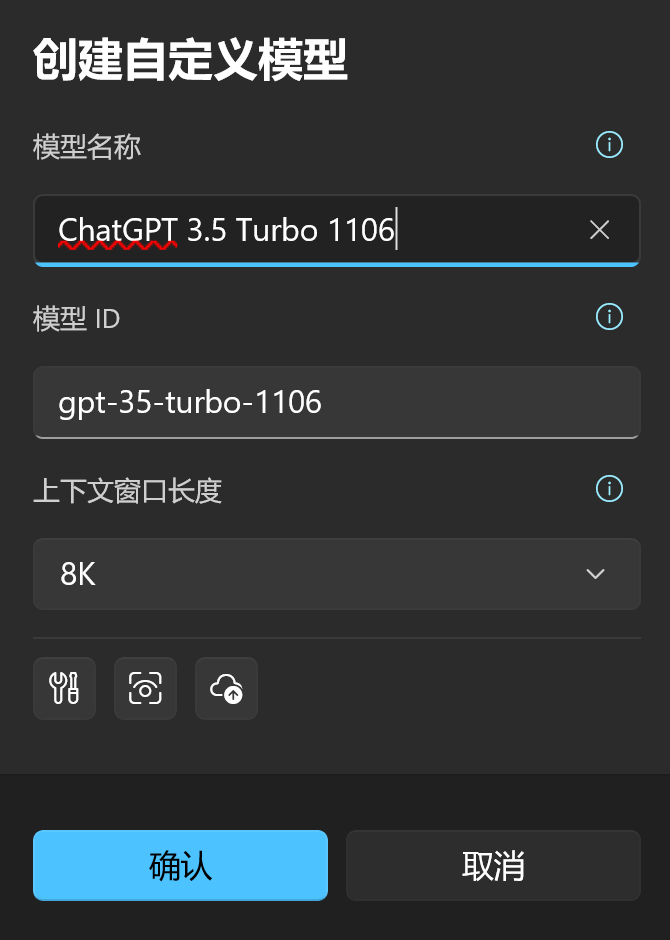 创建自定义模型
模型名称
ChatGPT 3.5 Turbo 1106
模型 ID
gpt-35-turbo-1106
上下文窗口长度
8K
确认
取消